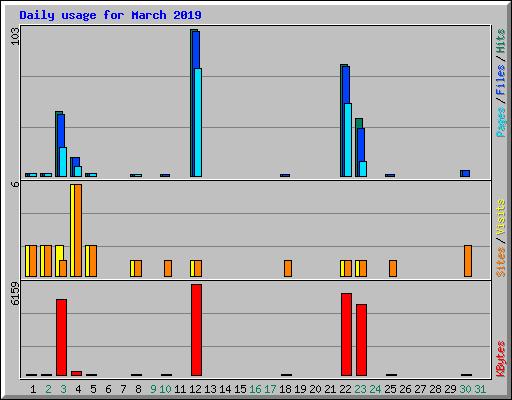 Daily usage for March 2019
103
6
6159
Pages / Files / Hits
Sites / Visits
KBytes
1 2 3 4 5 6 7 8 9 10 11 12 13 14 15 16 17 18 19 20 21 22 23 24 25 26 27 28 29 30 31